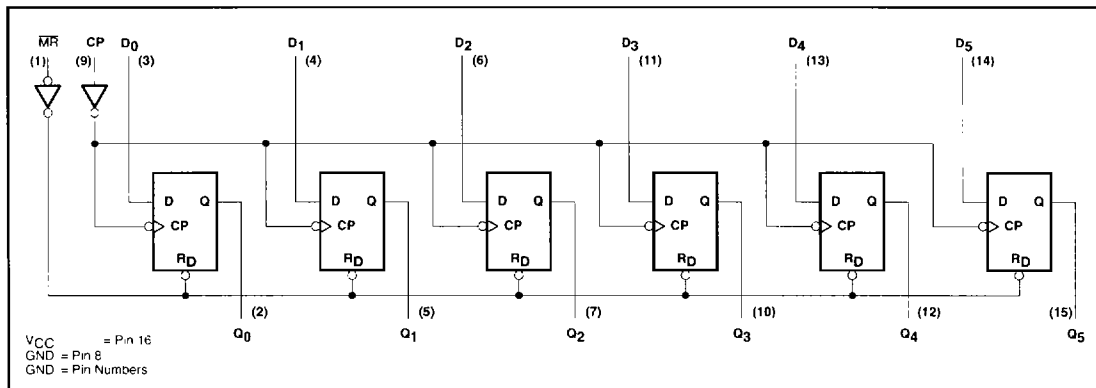 M̅R̅ CP D0 D1 D2 D3 D4 D5
(1) (9) (3) (4) (6) (11) (13) (14)
D Q D Q D Q D Q D Q D Q
CP CP CP CP CP CP
RD RD RD RD RD RD
(2) (5) (7) (10) (12) (15)
Q0 Q1 Q2 Q3 Q4 Q5
VCC = Pin 16
GND = Pin 8
GND = Pin Numbers